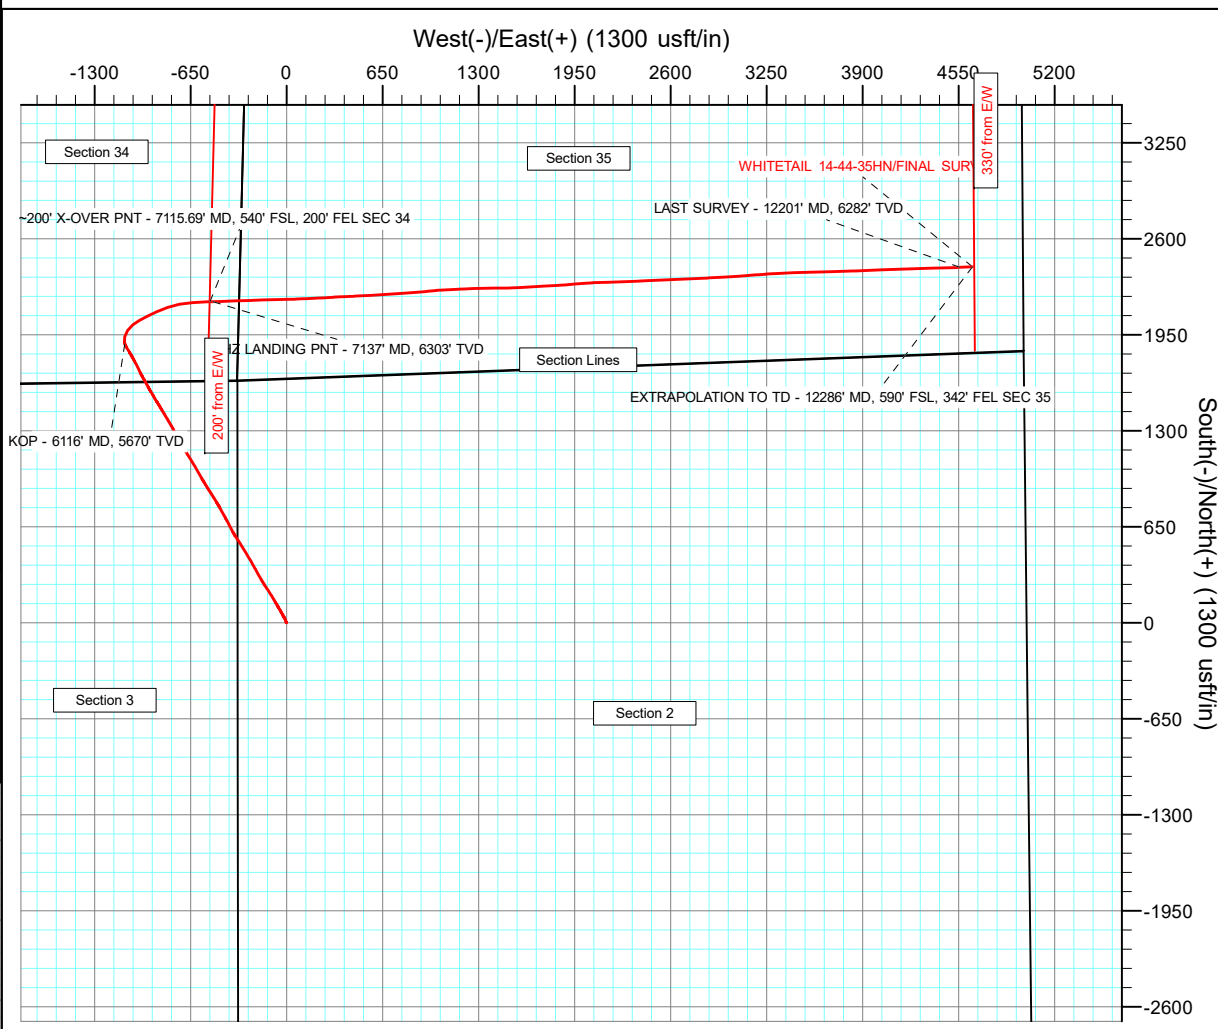 West(-)/East(+) (1300 usft/in)
-1300 -650 0 650 1300 1950 2600 3250 3900 4550 5200
330' from E/W
3250
Section 34
Section 35
WHITETAIL 14-44-35HN/FINAL SURV
~200' X-OVER PNT - 7115.69' MD, 540' FSL, 200' FEL SEC 34
LAST SURVEY - 12201' MD, 6282' TVD
2600
1950
HZ LANDING PNT - 7137' MD, 6303' TVD
Section Lines
200' from E/W
EXTRAPOLATION TO TD - 12286' MD, 590' FSL, 342' FEL SEC 35
KOP - 6116' MD, 5670' TVD
1300
South(-)/North(+) (1300 usft/in)
650
0
Section 3
Section 2
-650
-1300
-1950
-2600